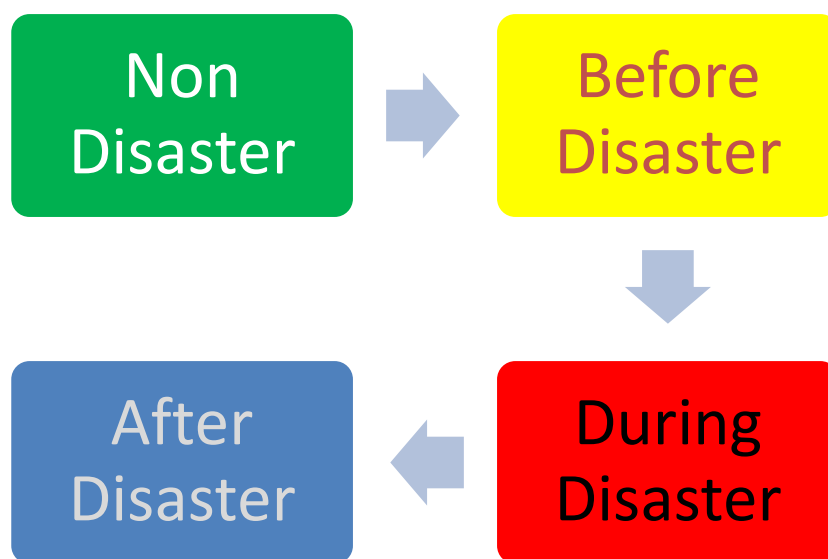 Non
Disaster
Before
Disaster
During
Disaster
After
Disaster